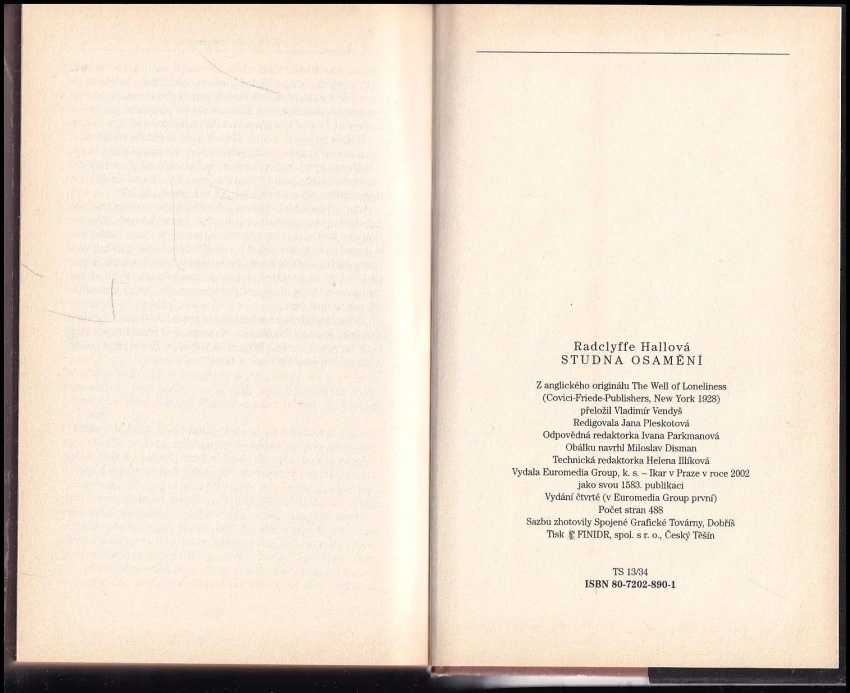 Radclyffe Hallová
STUDNA OSAMĚNÍ
Z anglického originálu The Well of Loneliness
(Covici-Friede-Publishers, New York 1928)
přeložil Vladimír Vendyš
Redigovala Jana Pleskotová
Odpovědná redaktorka Ivana Parkmanová
Obálku navrhl Miloslav Disman
Technická redaktorka Helena Illíková
Vydala Euromedia Group, k. s. – Ikar v Praze v roce 2002
jako svou 1583. publikaci
Vydání čtvrté (v Euromedia Group první)
Počet stran 488
Sazbu zhotovily Spojené Grafické Továrny, Dobříš
Tisk FINIDR, spol. s r. o., Český Těšín
TS 13/34
ISBN 80-7202-890-1